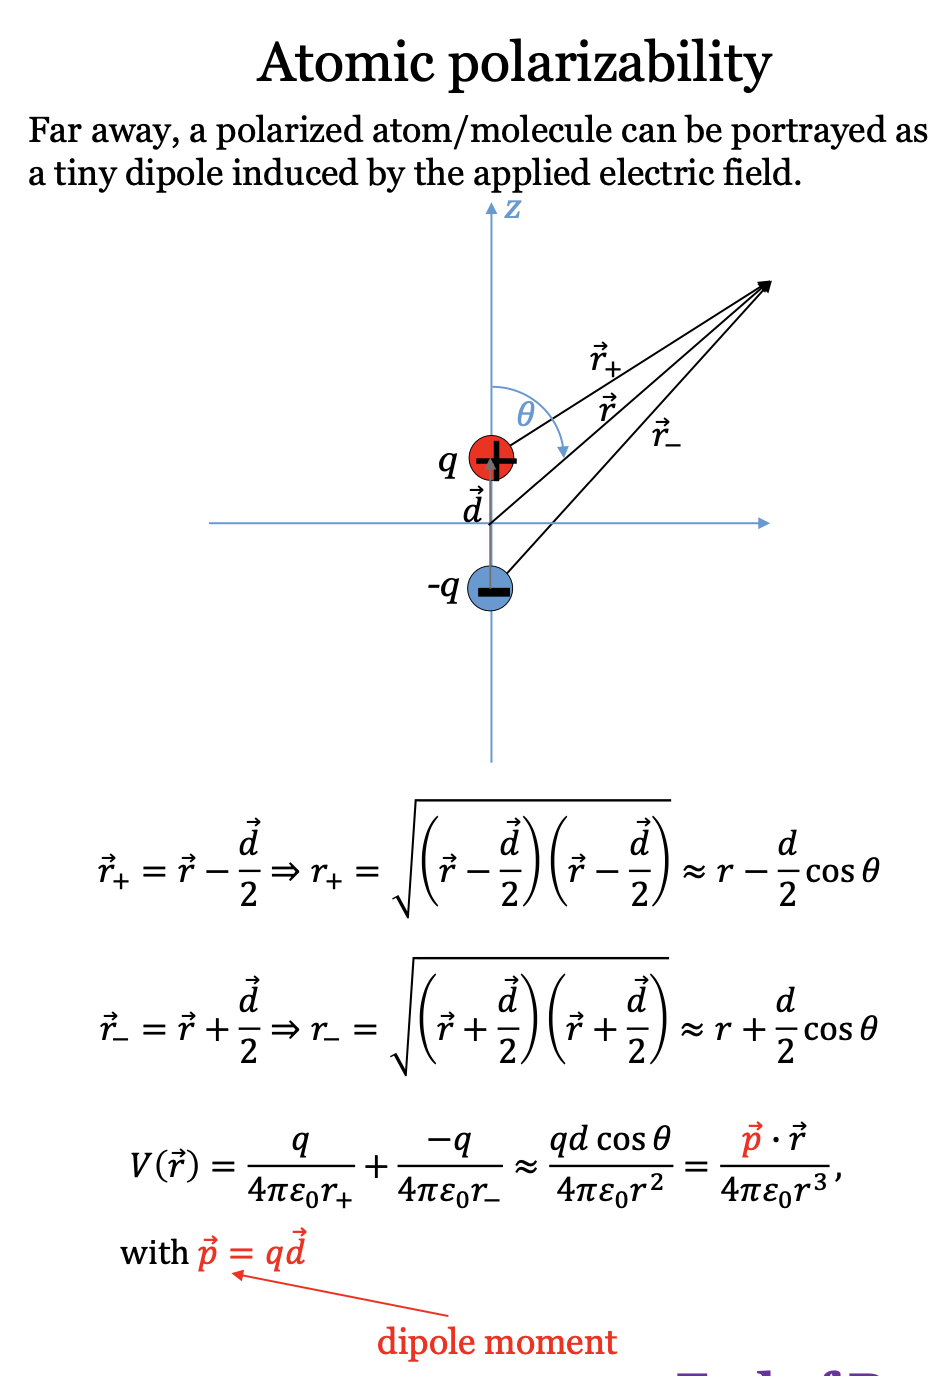 Atomic polarizability
Far away, a polarized atom/molecule can be portrayed as
a tiny dipole induced by the applied electric field.
z
r⃗₊
θ
r⃗
r⃗₋
q
+
d⃗
-q
−
r⃗₊ = r⃗ − d⃗/2 ⇒ r₊ = √((r⃗ − d⃗/2)(r⃗ − d⃗/2)) ≈ r − d/2 cos θ
r⃗₋ = r⃗ + d⃗/2 ⇒ r₋ = √((r⃗ + d⃗/2)(r⃗ + d⃗/2)) ≈ r + d/2 cos θ
V(r⃗) = q/(4πε₀r₊) + −q/(4πε₀r₋) ≈ qd cos θ/(4πε₀r²) = p⃗ · r⃗/(4πε₀r³),
with p⃗ = qd⃗
dipole moment